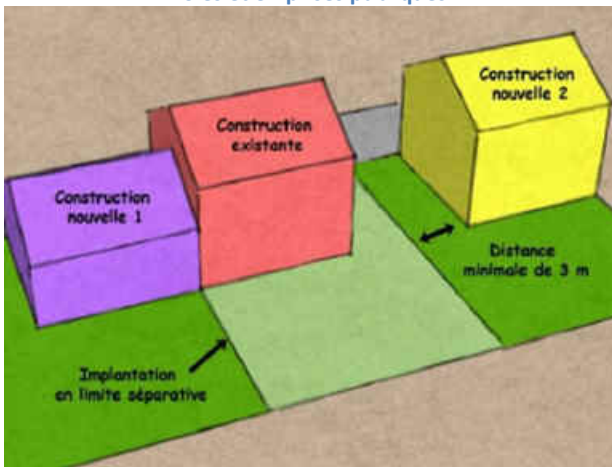 Construction
nouvelle 2
Construction
existante
Construction
nouvelle 1
Distance
minimale de 3 m
Implantation
en limite séparative